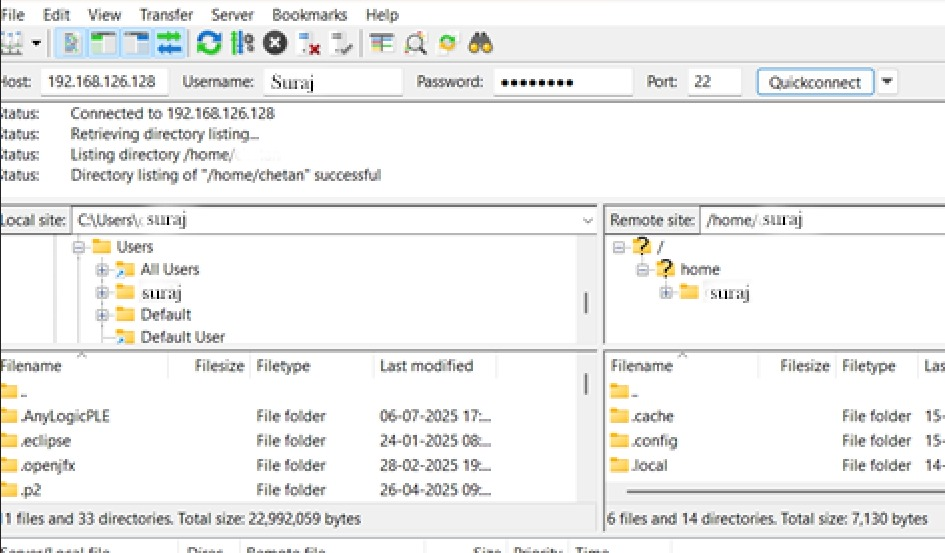 File Edit View Transfer Server Bookmarks Help
Host: 192.168.126.128 Username: Suraj Password: •••••••• Port: 22 Quickconnect
Status: Connected to 192.168.126.128
Status: Retrieving directory listing...
Status: Listing directory /home/
Status: Directory listing of "/home/chetan" successful
Local site: C:\Users\ suraj
Users
All Users
suraj
Default
Default User
Remote site: /home/ suraj
/
home
suraj
Filename Filesize Filetype Last modified
..
.AnyLogicPLE File folder 06-07-2025 17:...
.eclipse File folder 24-01-2025 08:...
.openjfx File folder 28-02-2025 19:...
.p2 File folder 26-04-2025 09:...
11 files and 33 directories. Total size: 22,992,059 bytes
Filename Filesize Filetype Las
..
.cache File folder 15-
.config File folder 15-
.local File folder 14-
6 files and 14 directories. Total size: 7,130 bytes
Server/Local file Direc Remote file Size Priority Time